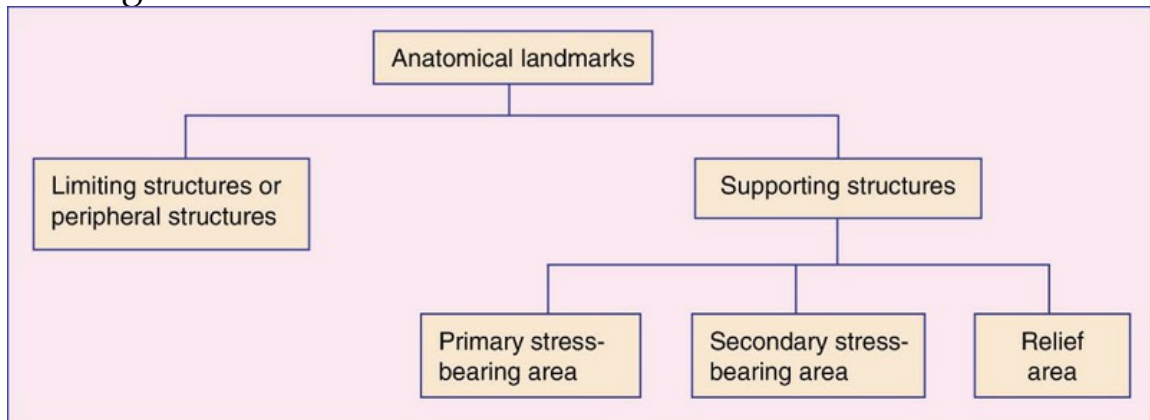 Anatomical landmarks
Limiting structures or
peripheral structures
Supporting structures
Primary stress-
bearing area
Secondary stress-
bearing area
Relief
area